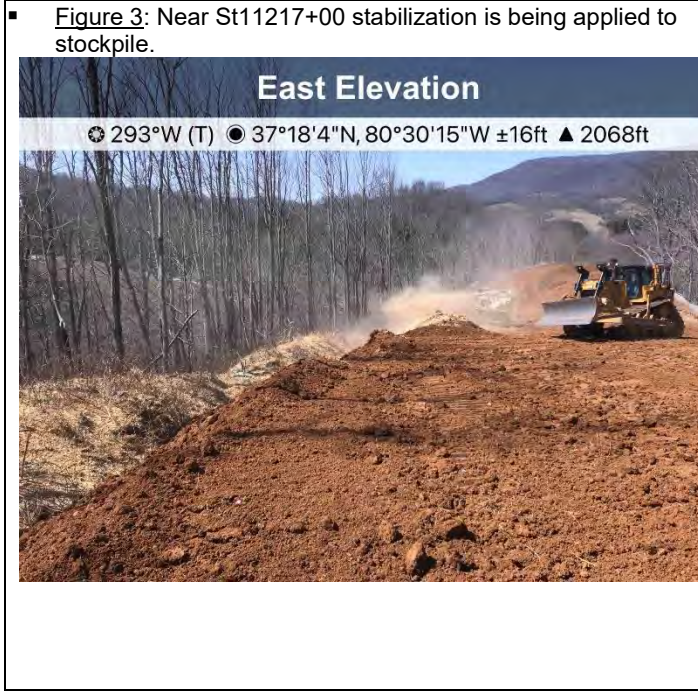 ▪ Figure 3: Near St11217+00 stabilization is being applied to
stockpile.
East Elevation
293°W (T) 37°18'4"N, 80°30'15"W ±16ft ▲ 2068ft